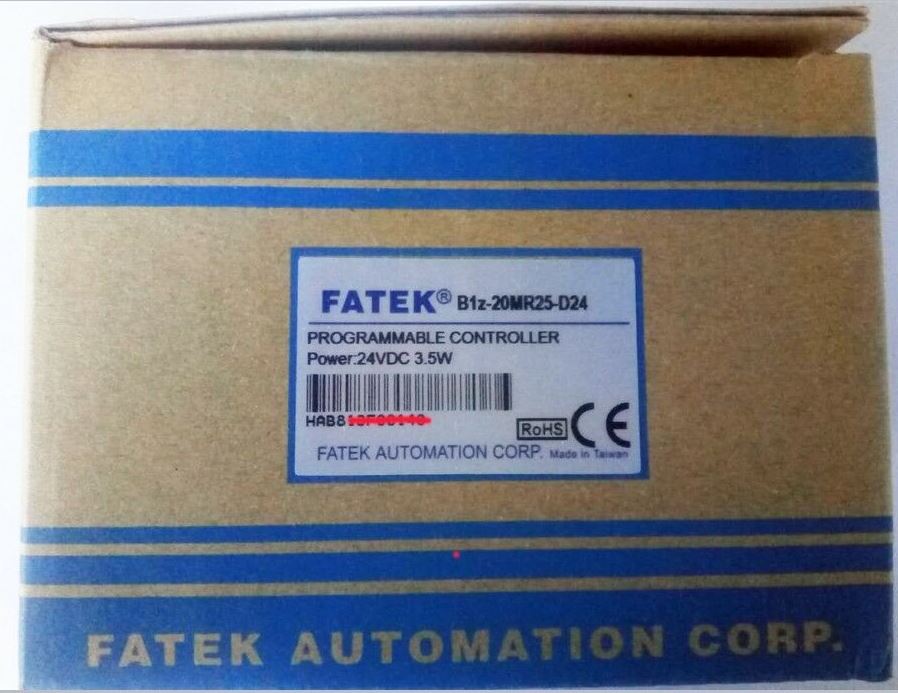 FATEK® B1z-20MR25-D24
PROGRAMMABLE CONTROLLER
Power:24VDC 3.5W
RoHS CE
FATEK AUTOMATION CORP. Made in Taiwan
FATEK AUTOMATION CORP.